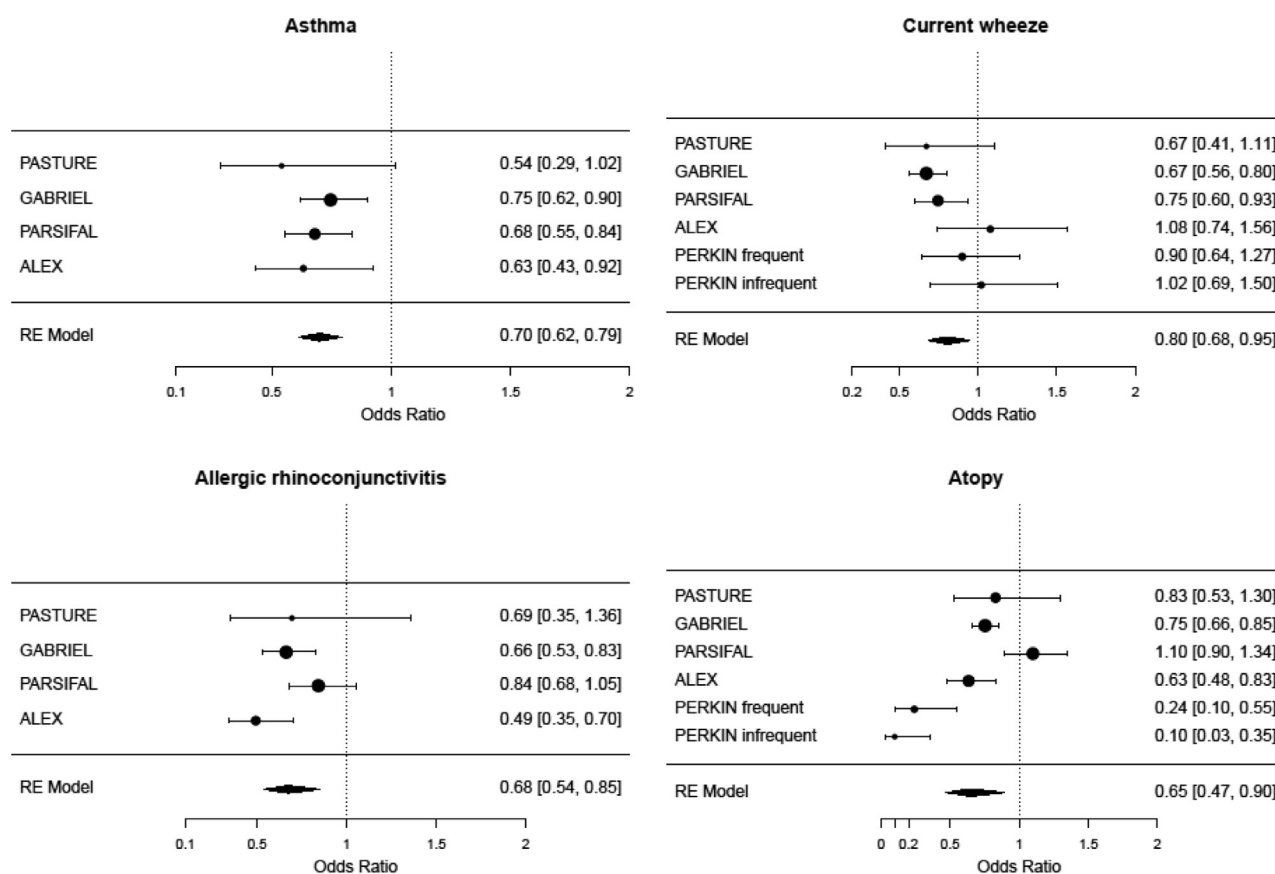 Asthma
PASTURE 0.54 [0.29, 1.02]
GABRIEL 0.75 [0.62, 0.90]
PARSIFAL 0.68 [0.55, 0.84]
ALEX 0.63 [0.43, 0.92]
RE Model 0.70 [0.62, 0.79]
0.1 0.5 1 2
Odds Ratio
Current wheeze
PASTURE 0.67 [0.41, 1.11]
GABRIEL 0.67 [0.56, 0.80]
PARSIFAL 0.75 [0.60, 0.93]
ALEX 1.08 [0.74, 1.56]
PERKIN frequent 0.90 [0.64, 1.27]
PERKIN infrequent 1.02 [0.69, 1.50]
RE Model 0.80 [0.68, 0.95]
0.2 0.5 1 1.5 2
Odds Ratio
Allergic rhinoconjunctivitis
PASTURE 0.69 [0.35, 1.36]
GABRIEL 0.66 [0.53, 0.83]
PARSIFAL 0.84 [0.68, 1.05]
ALEX 0.49 [0.35, 0.70]
RE Model 0.68 [0.54, 0.85]
0.1 0.5 1 2
Odds Ratio
Atopy
PASTURE 0.83 [0.53, 1.30]
GABRIEL 0.75 [0.66, 0.85]
PARSIFAL 1.10 [0.90, 1.34]
ALEX 0.63 [0.48, 0.83]
PERKIN frequent 0.24 [0.10, 0.55]
PERKIN infrequent 0.10 [0.03, 0.35]
RE Model 0.65 [0.47, 0.90]
0 0.2 0.5 1 1.5 2
Odds Ratio